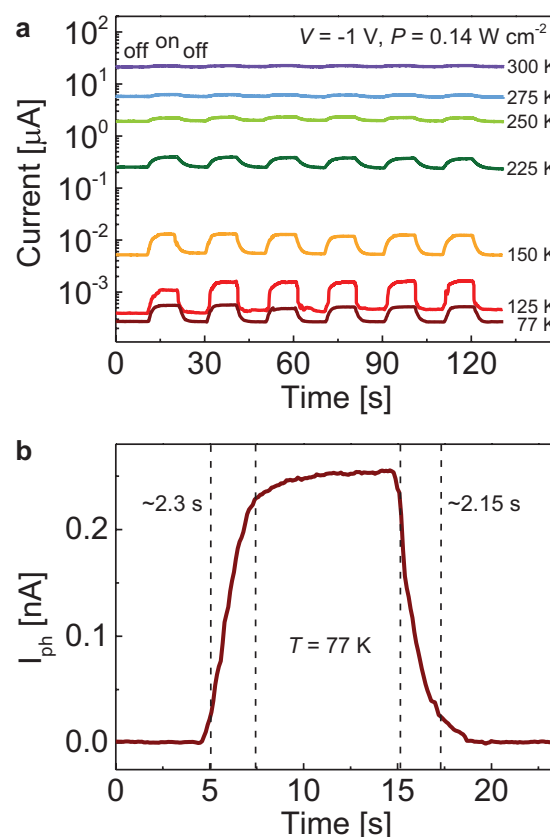 a
off on off
V = -1 V, P = 0.14 W cm⁻²
10²
10¹
10⁰
10⁻¹
10⁻²
10⁻³
Current [µA]
300 K
275 K
250 K
225 K
150 K
125 K
77 K
0 30 60 90 120
Time [s]
b
~2.3 s
~2.15 s
0.2
0.1
0.0
I_ph [nA]
T = 77 K
0 5 10 15 20
Time [s]